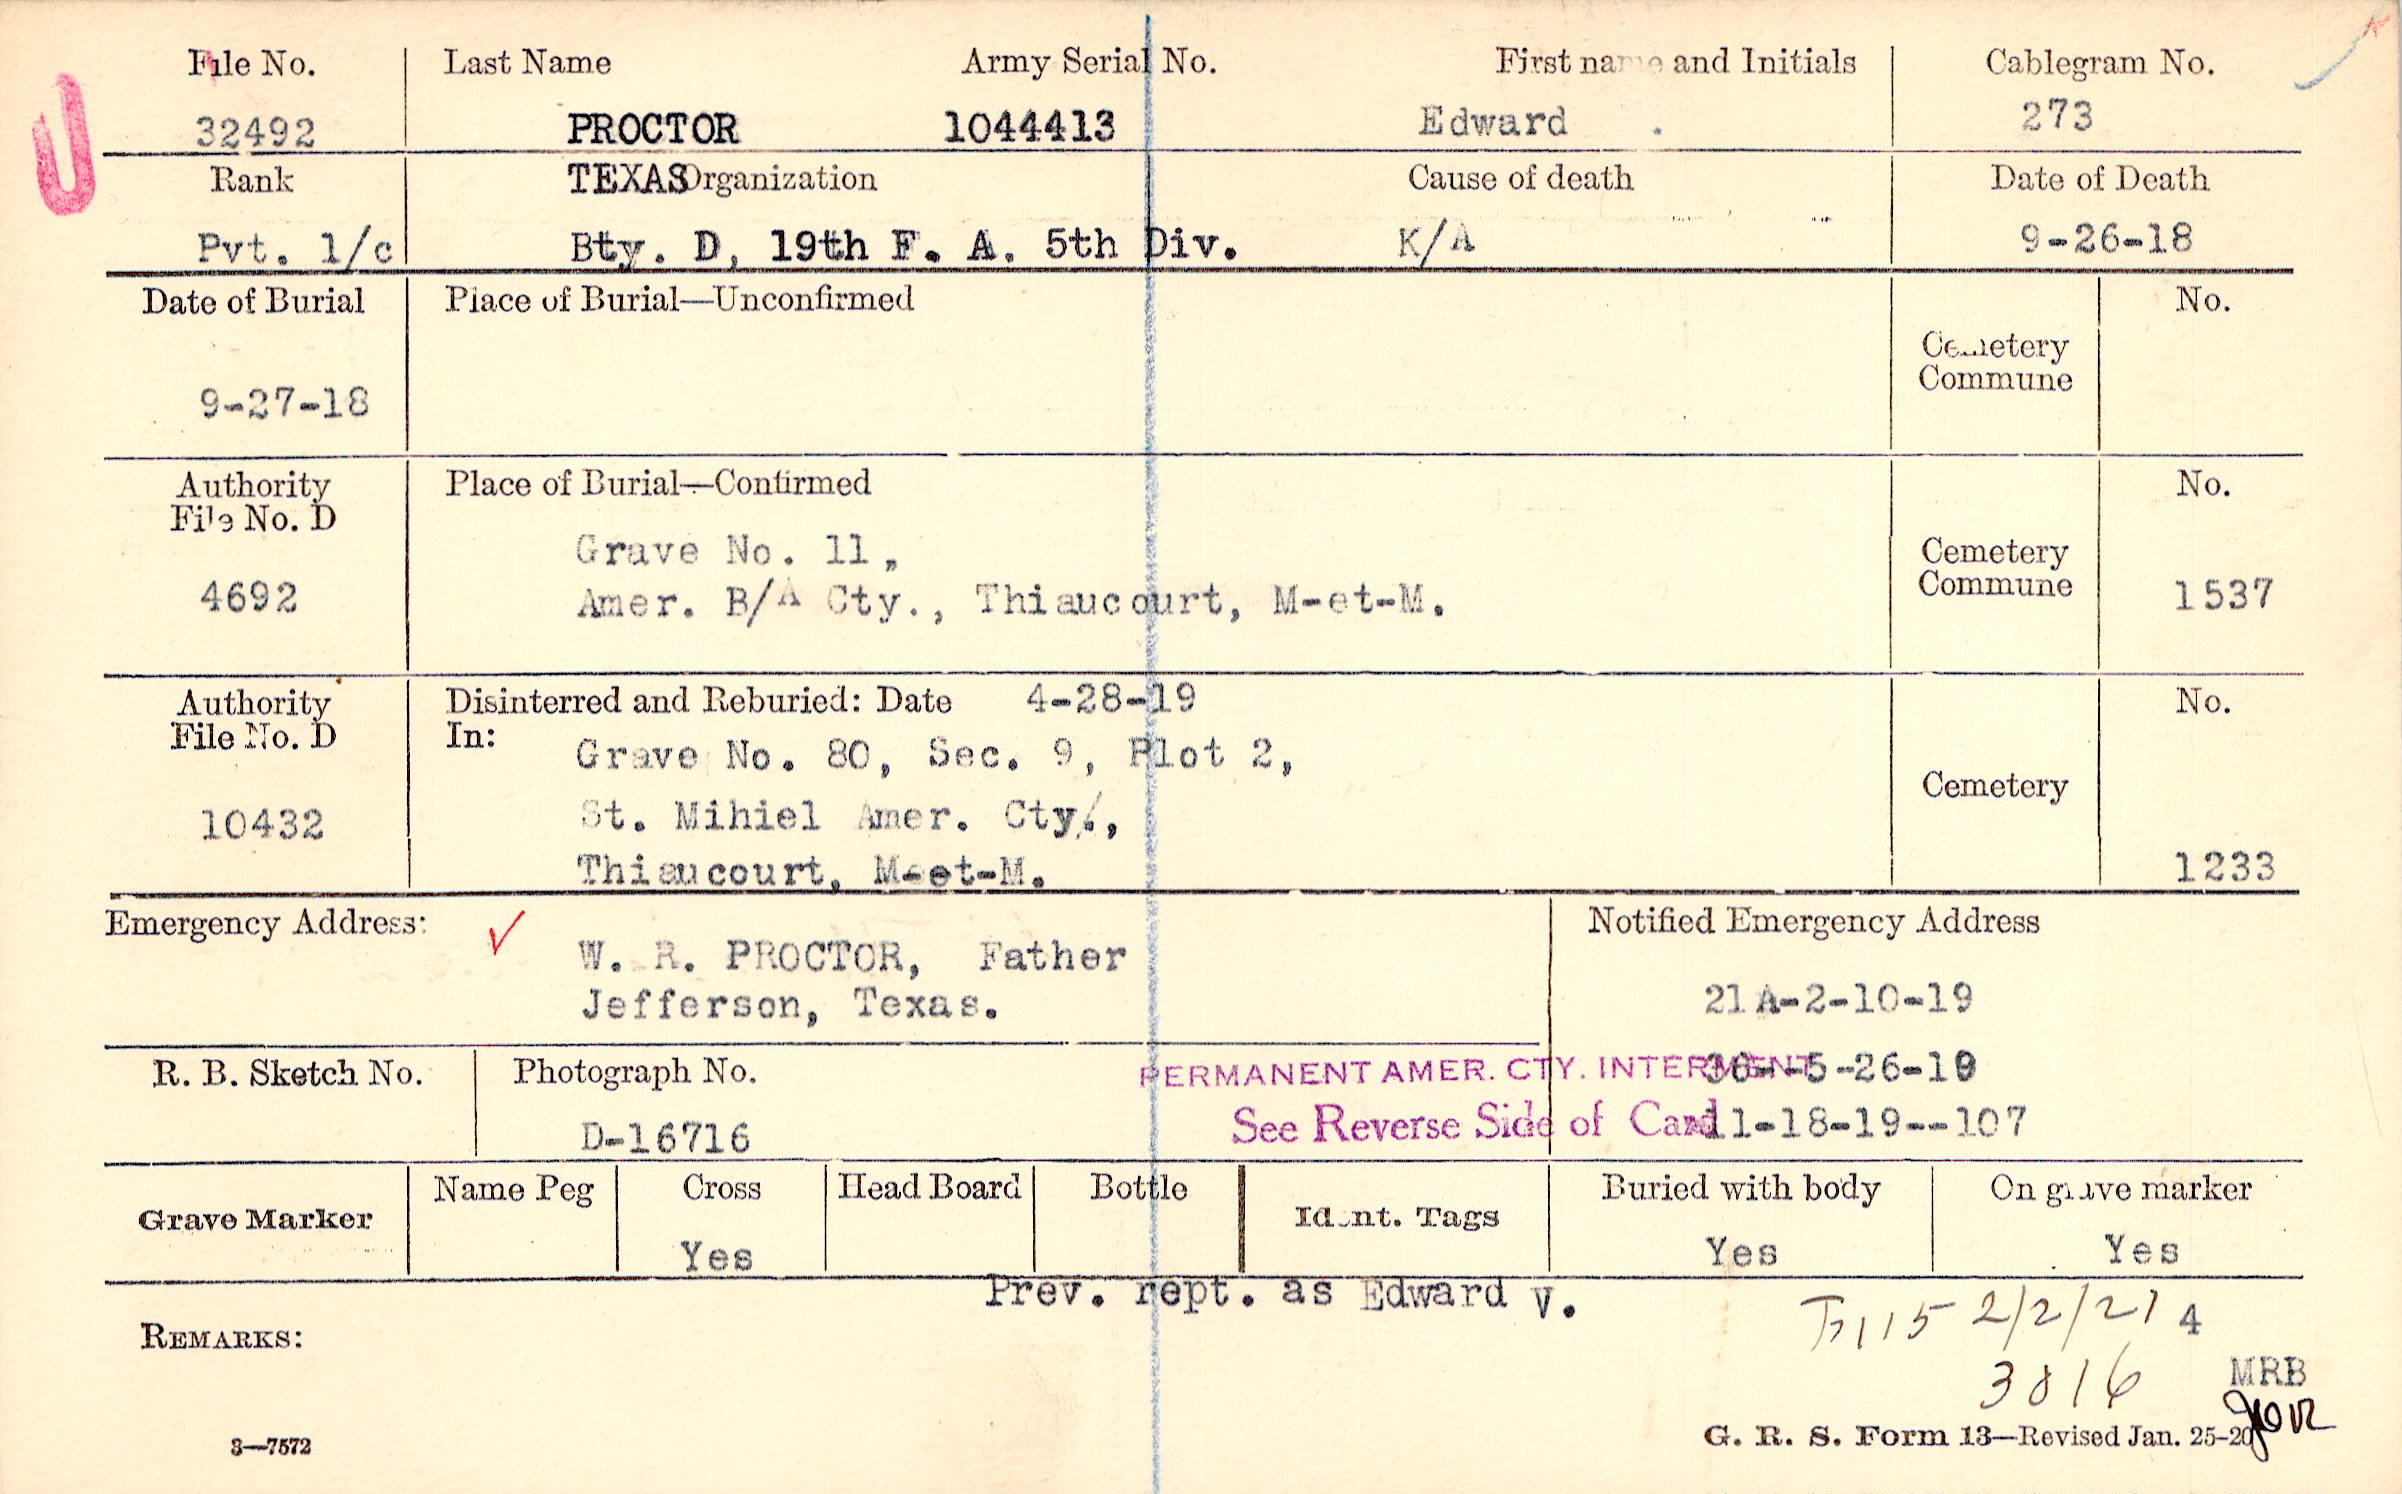 File No. Last Name Army Serial No. First name and Initials Cablegram No.
32492 PROCTOR 1044413 Edward . 273
Rank TEXAS Organization Cause of death Date of Death
Pvt. 1/c Bty. D, 19th F. A. 5th Div. K/A 9-26-18
Date of Burial Place of Burial—Unconfirmed No.
Cemetery
Commune
9-27-18
Authority Place of Burial—Confirmed No.
File No. D
Grave No. 11, Cemetery
4692 Amer. B/A Cty., Thiaucourt, M-et-M. Commune 1537
Authority Disinterred and Reburied: Date 4-28-19 No.
File No. D In: Grave No. 80, Sec. 9, Plot 2,
Cemetery
10432 St. Mihiel Amer. Cty.,
Thiaucourt, M-et-M. 1233
Emergency Address: Notified Emergency Address
W. R. PROCTOR, Father
Jefferson, Texas. 21A-2-10-19
R. B. Sketch No. Photograph No. PERMANENT AMER. CTY. INTERMENT 36--5-26-19
D-16716 See Reverse Side of Card 11-18-19--107
Grave Marker Name Peg Cross Head Board Bottle Ident. Tags Buried with body On grave marker
Yes Yes Yes
Prev. rept. as Edward V.
REMARKS: 115 2/2/21 4
3816 MRB
3—7572 G. R. S. Form 13—Revised Jan. 25-20